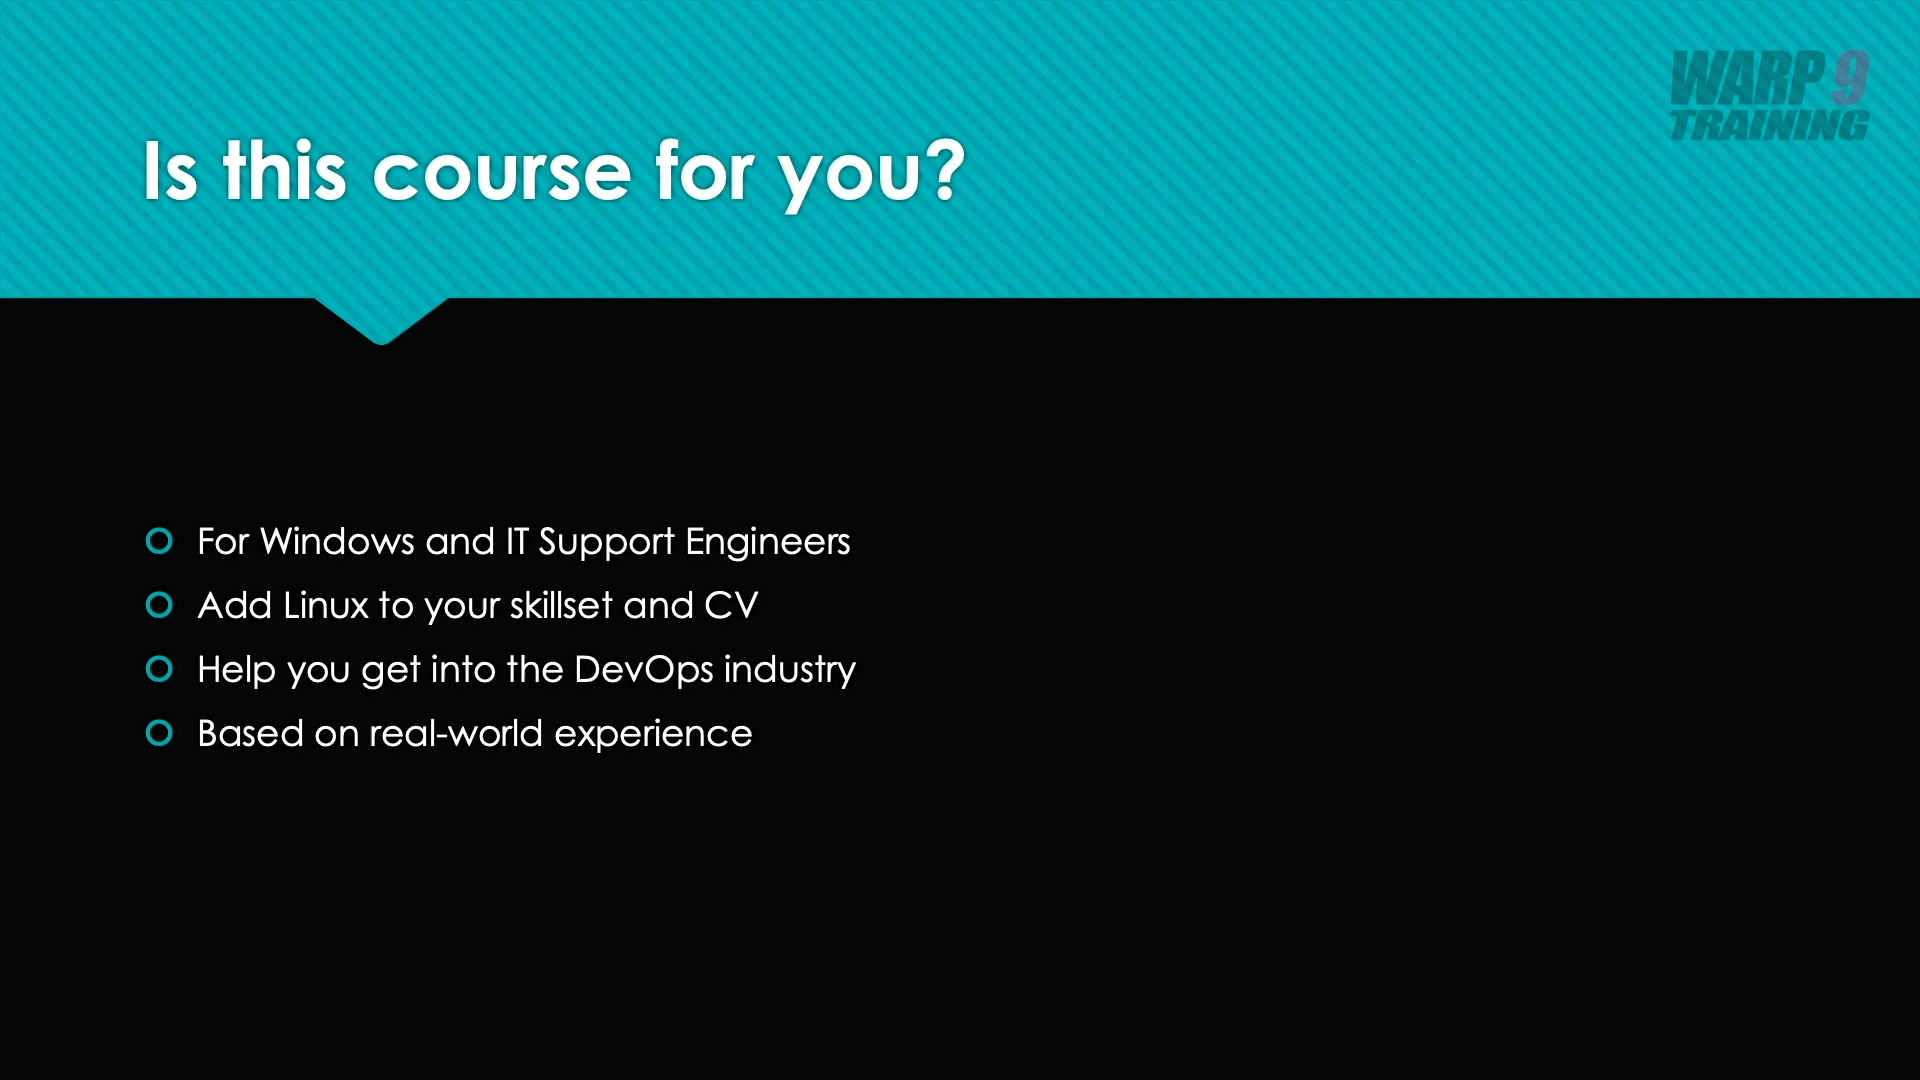 WARP 9
TRAINING
Is this course for you?
For Windows and IT Support Engineers
Add Linux to your skillset and CV
Help you get into the DevOps industry
Based on real-world experience